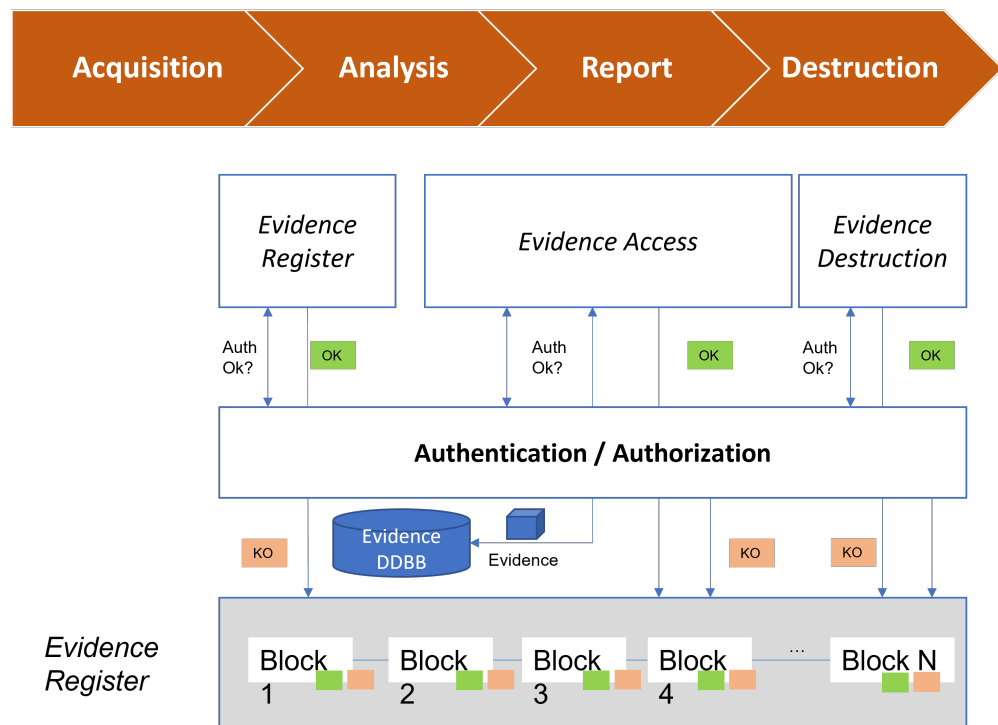 Acquisition
Analysis
Report
Destruction
Evidence
Register
Evidence Access
Evidence
Destruction
Auth
Ok?
OK
Auth
Ok?
OK
Auth
Ok?
OK
Authentication / Authorization
KO
Evidence
DDBB
Evidence
KO
KO
Evidence
Register
Block
1
Block
2
Block
3
Block
4
...
Block N